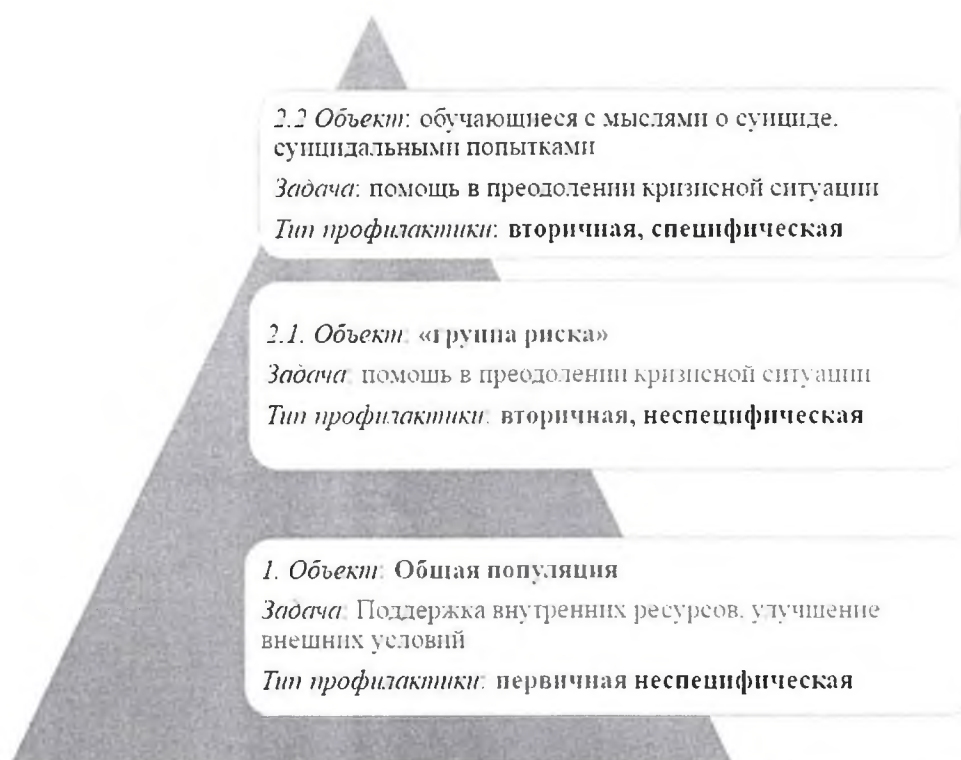 2.2 Объект: обучающиеся с мыслями о суициде.
суицидальными попытками
Задача: помощь в преодолении кризисной ситуации
Тип профилактики: вторичная, специфическая
2.1. Объект: «группа риска»
Задача: помощь в преодолении кризисной ситуации
Тип профилактики: вторичная, неспецифическая
1. Объект: Общая популяция
Задача: Поддержка внутренних ресурсов, улучшение
внешних условий
Тип профилактики: первичная неспецифическая